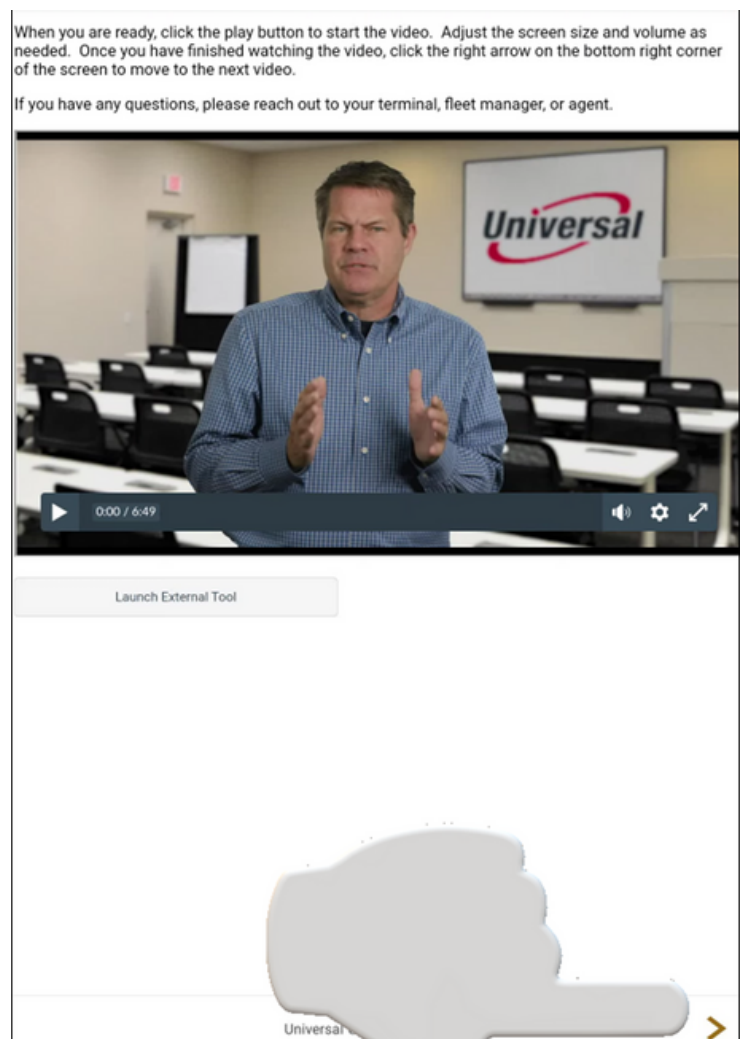 When you are ready, click the play button to start the video.  Adjust the screen size and volume as
needed.  Once you have finished watching the video, click the right arrow on the bottom right corner
of the screen to move to the next video.
If you have any questions, please reach out to your terminal, fleet manager, or agent.
Universal
0:00 / 6:49
Launch External Tool
Universal